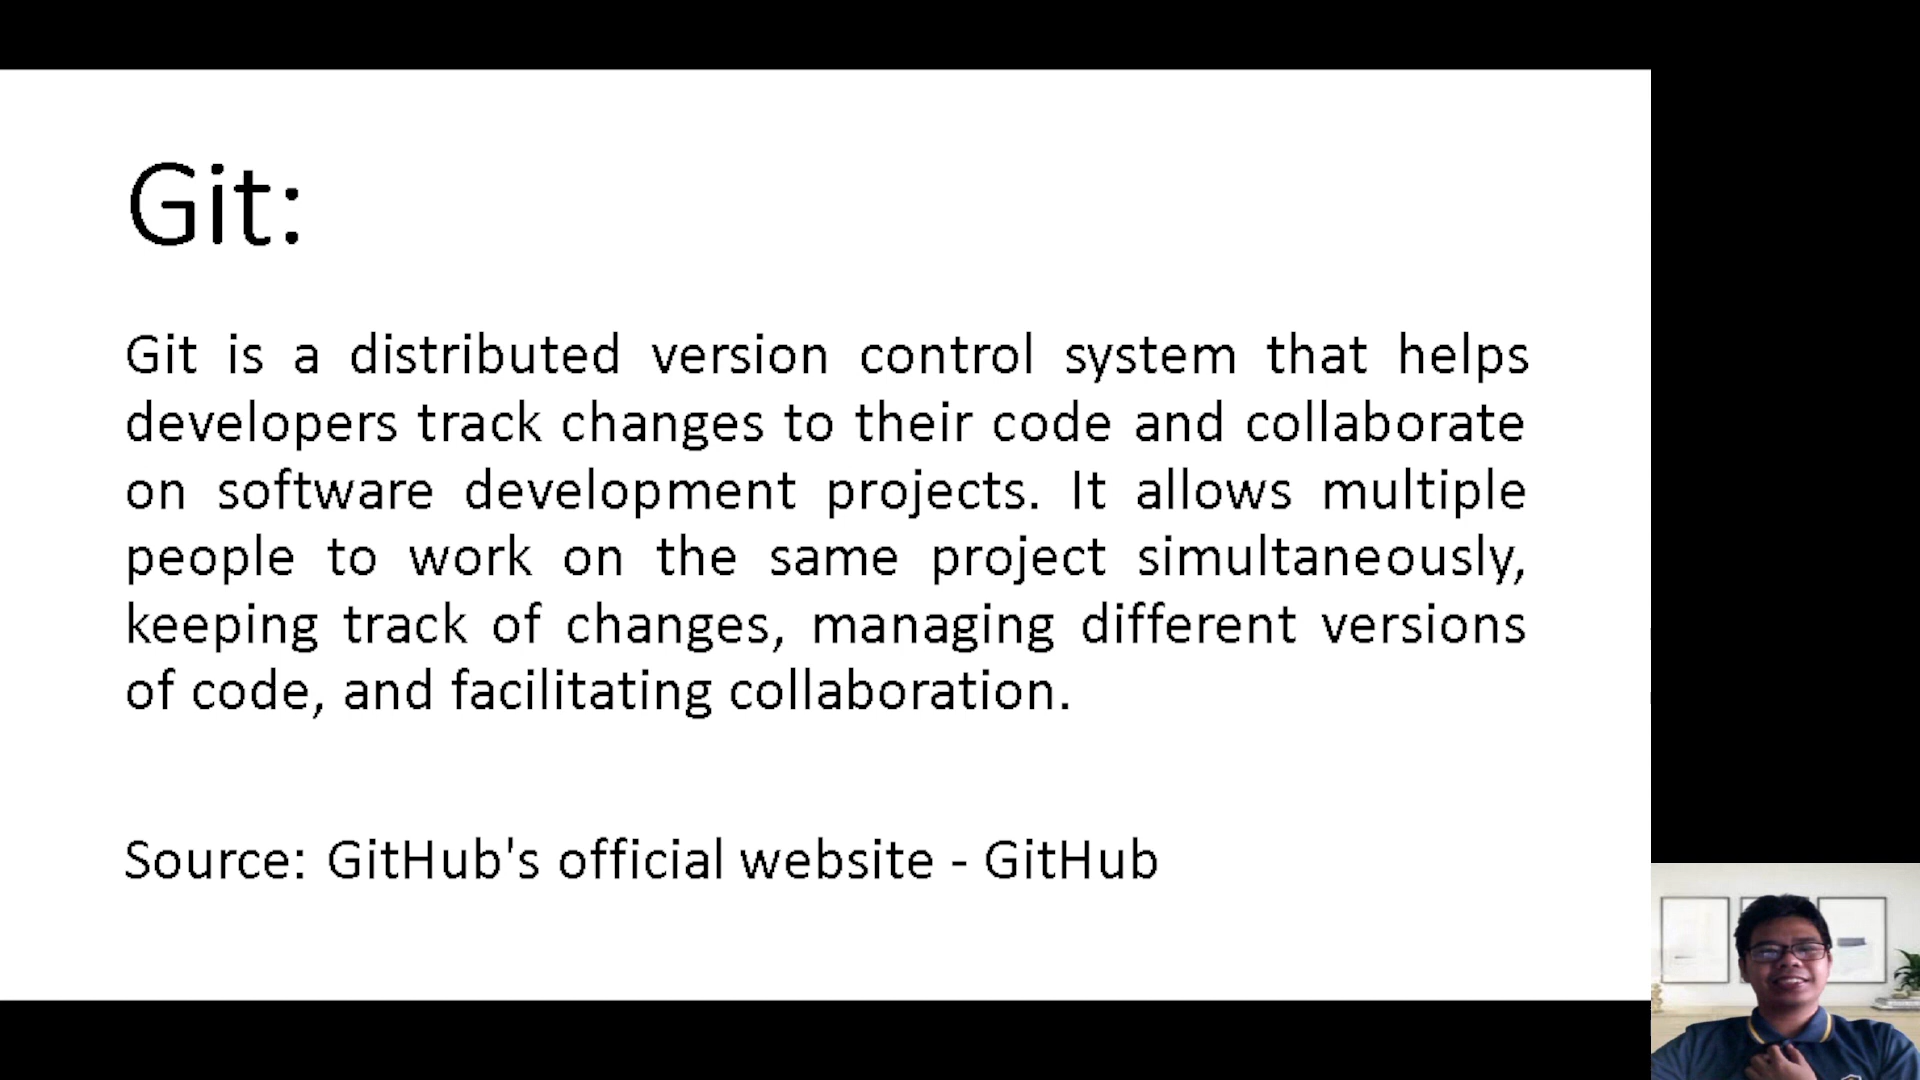 Git:
Git is a distributed version control system that helps
developers track changes to their code and collaborate
on software development projects. It allows multiple
people to work on the same project simultaneously,
keeping track of changes, managing different versions
of code, and facilitating collaboration.
Source: GitHub's official website - GitHub